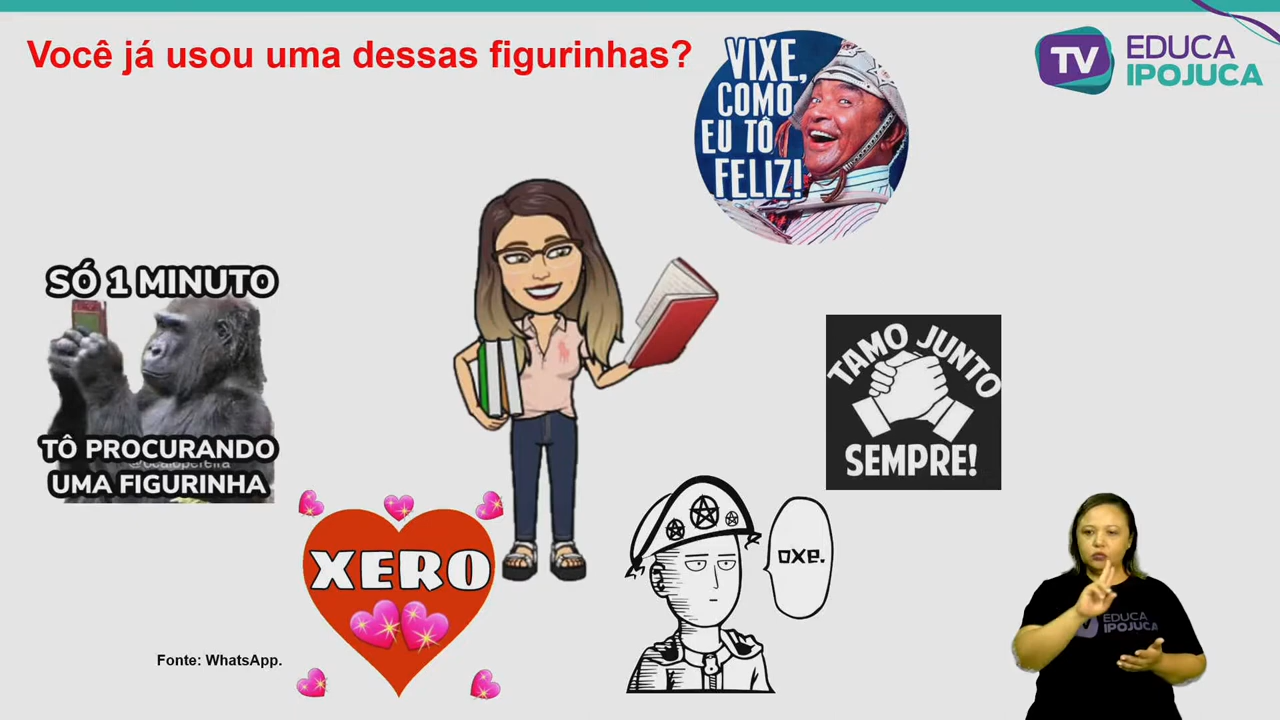 Você já usou uma dessas figurinhas?
VIXE,
COMO
EU TÔ
FELIZ!
TV
EDUCA
IPOJUCA
SÓ 1 MINUTO
TÔ PROCURANDO
UMA FIGURINHA
TAMO JUNTO
SEMPRE!
XERO
oxe.
EDUCA
IPOJUCA
Fonte: WhatsApp.